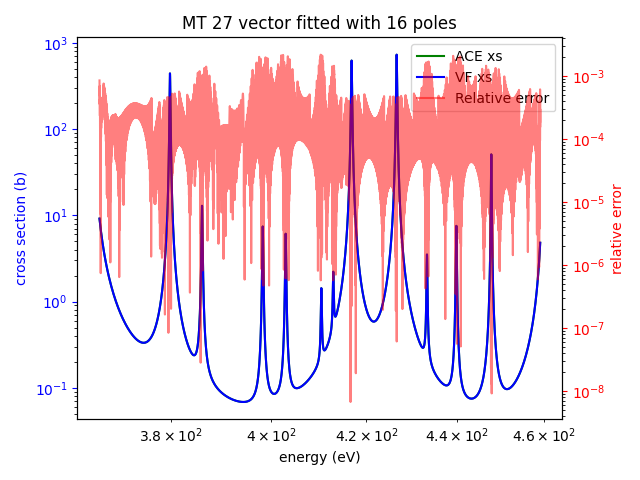 MT 27 vector fitted with 16 poles
ACE xs
VF xs
Relative error
cross section (b)
10³
10²
10¹
10⁰
10⁻¹
relative error
10⁻³
10⁻⁴
10⁻⁵
10⁻⁶
10⁻⁷
10⁻⁸
3.8 × 10² 4 × 10² 4.2 × 10² 4.4 × 10² 4.6 × 10²
energy (eV)